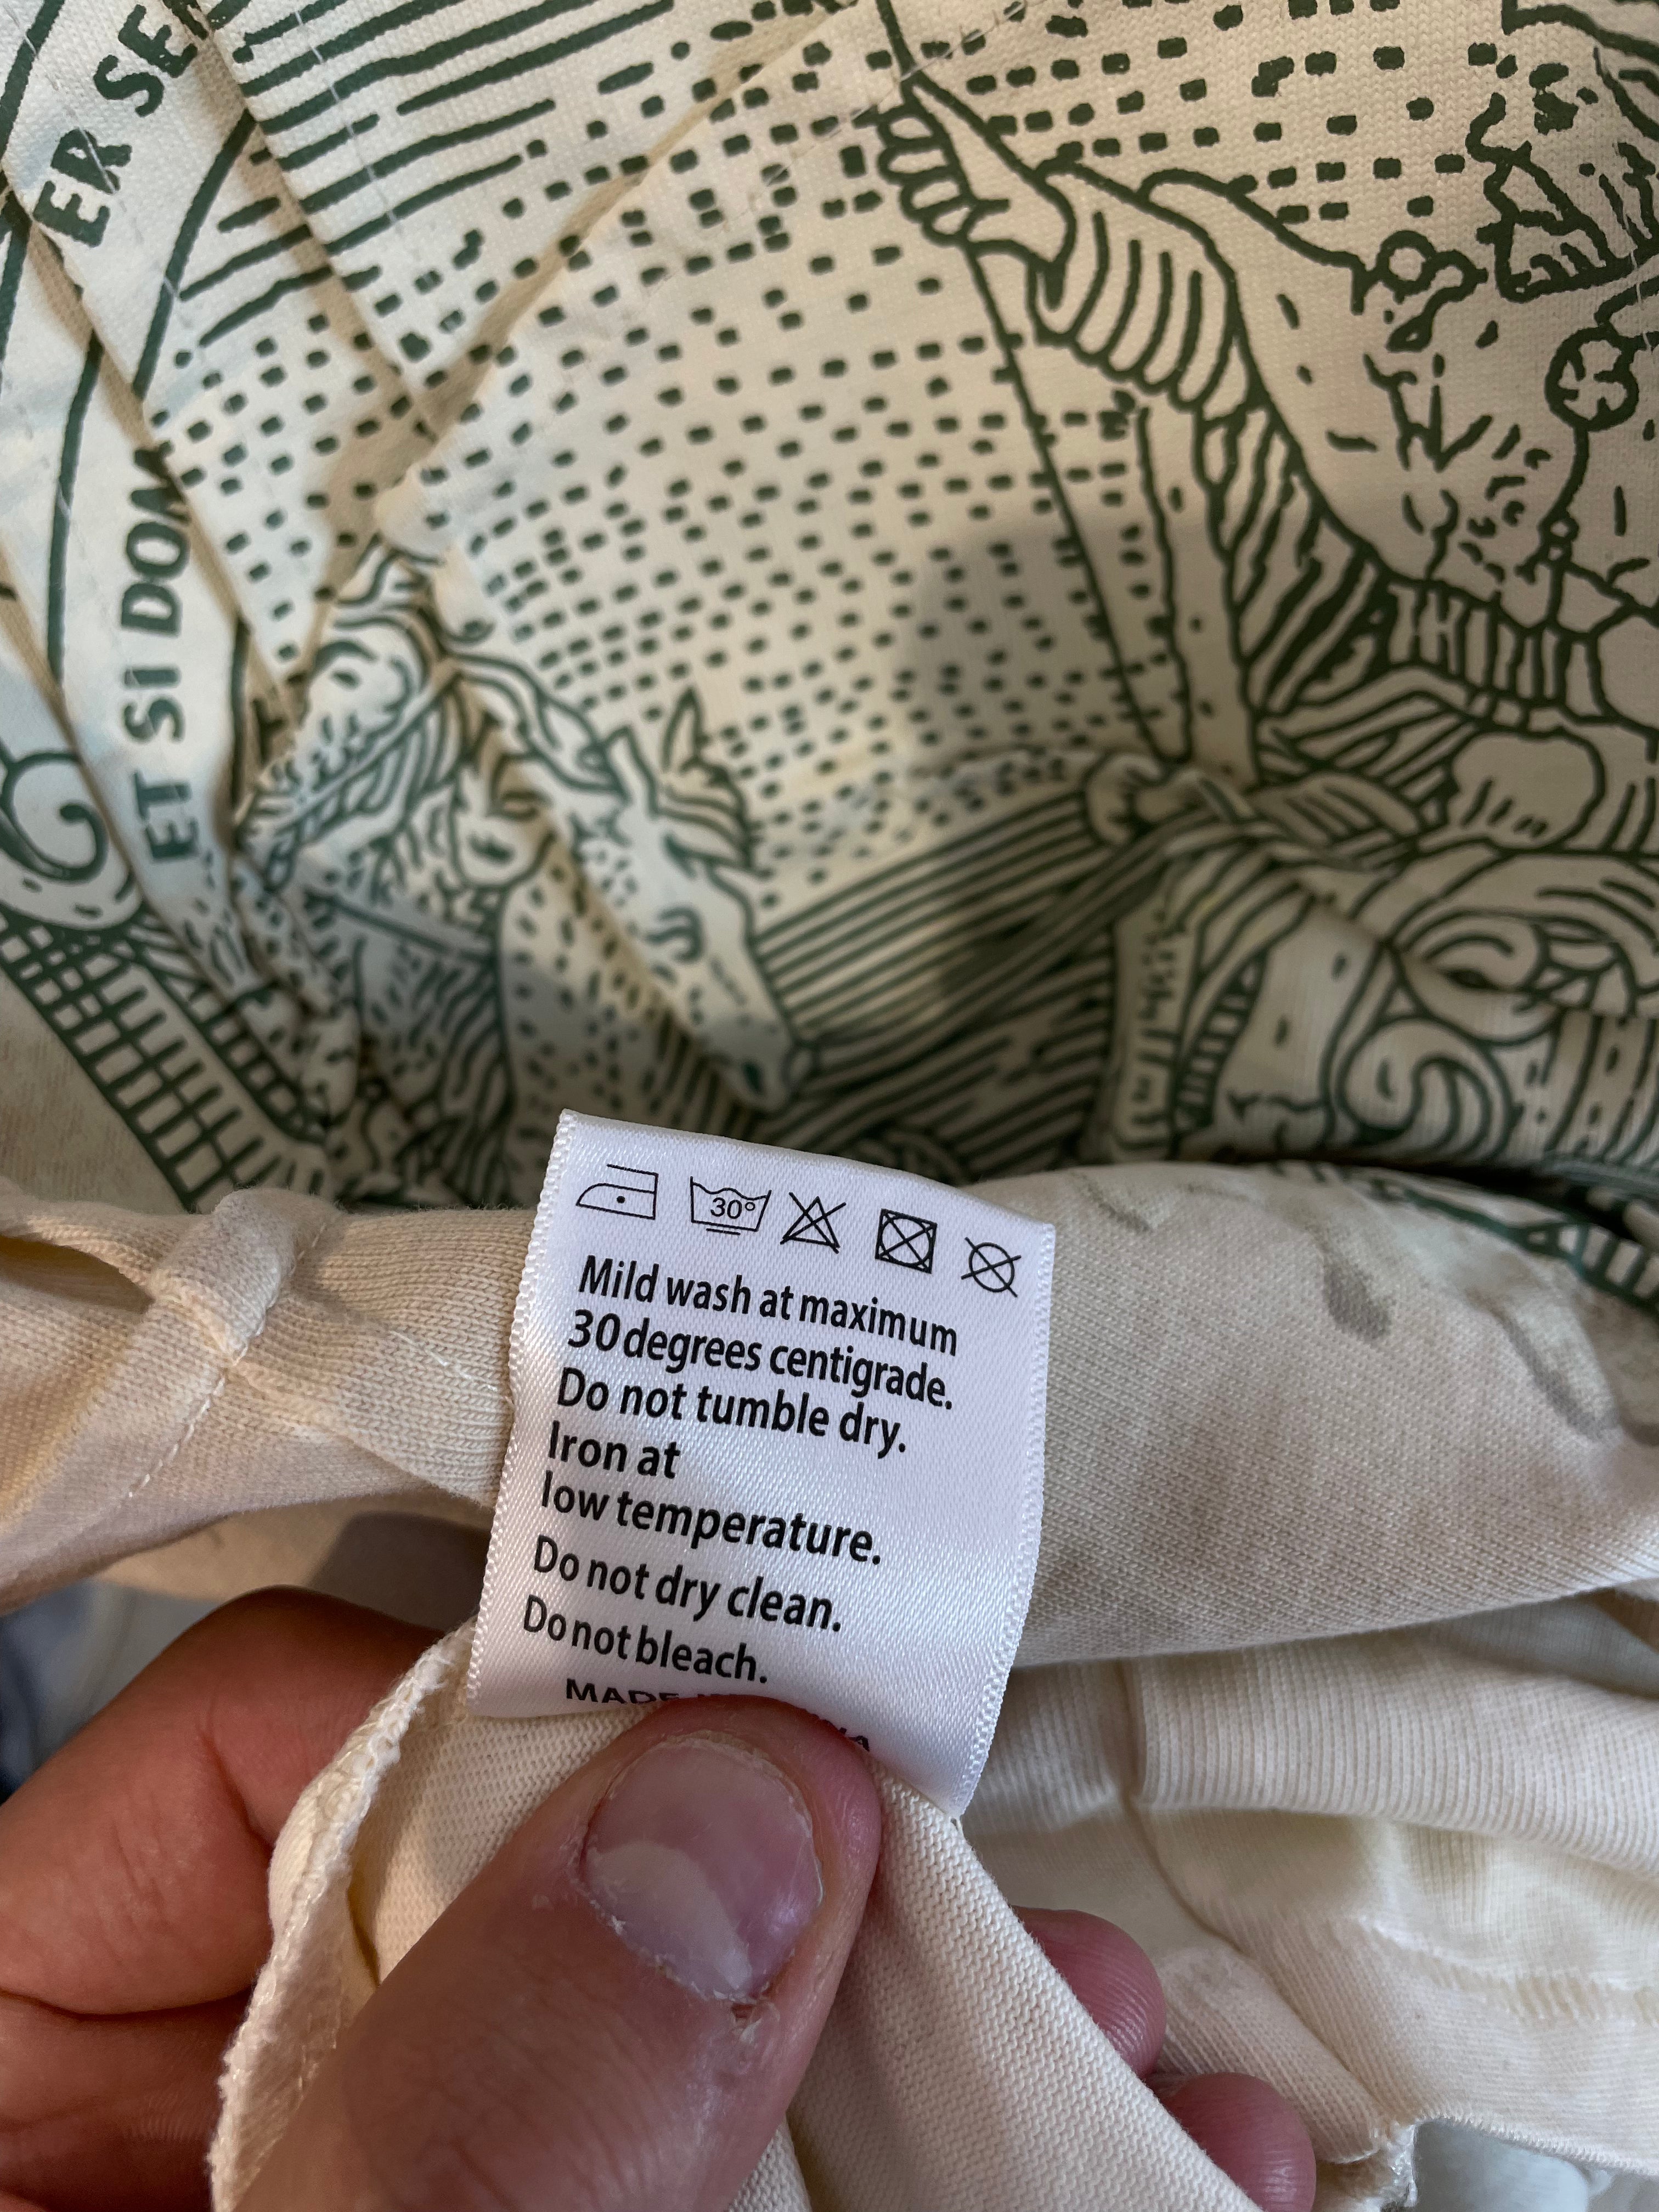 ER SE
ET SI DOM
30°
Mild wash at maximum
30 degrees centigrade.
Do not tumble dry.
Iron at
low temperature.
Do not dry clean.
Do not bleach.
MADE